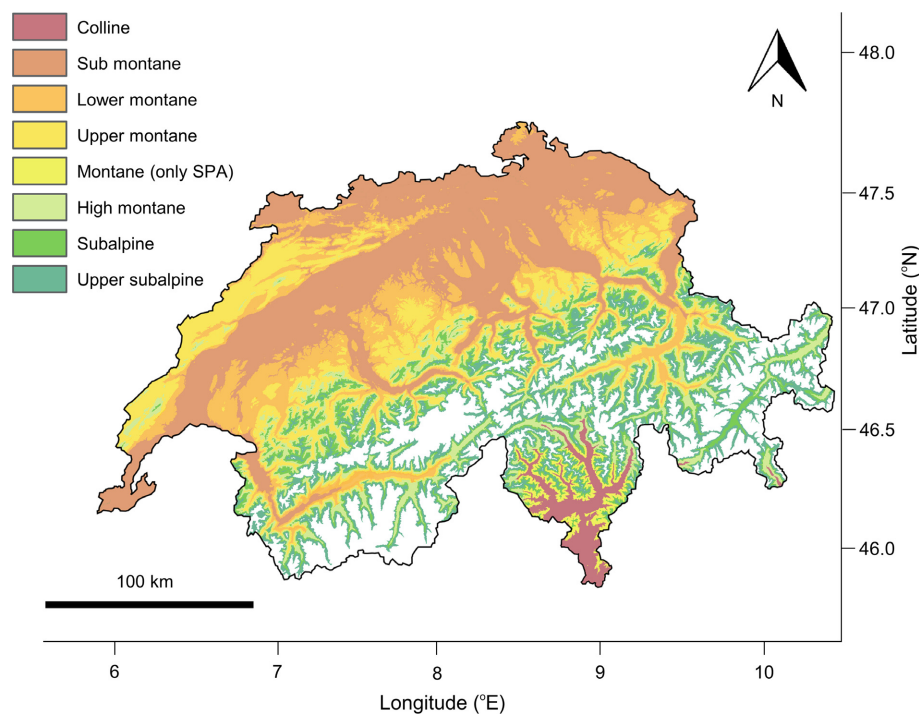 Colline
Sub montane
Lower montane
Upper montane
Montane (only SPA)
High montane
Subalpine
Upper subalpine
N
48.0
47.5
47.0
46.5
46.0
Latitude (°N)
100 km
6
7
8
9
10
Longitude (°E)